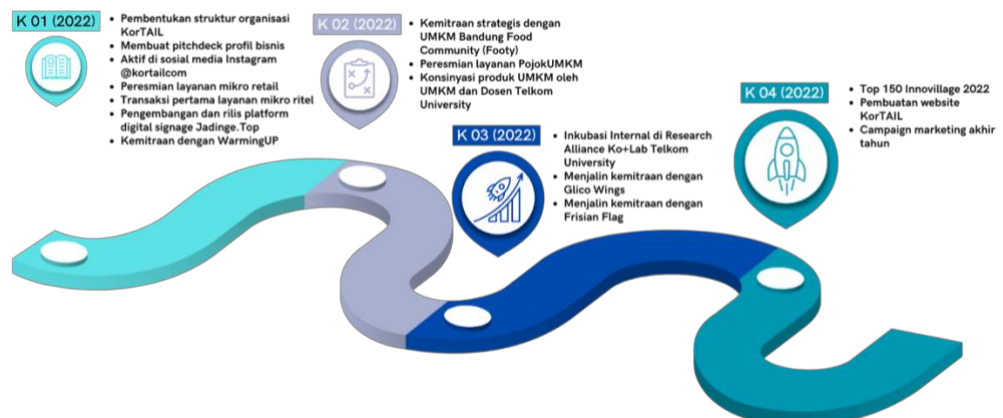 K 01 (2022)
• Pembentukan struktur organisasi
KorTAIL
• Membuat pitchdeck profil bisnis
• Aktif di sosial media Instagram
@kortailcom
• Peresmian layanan mikro retail
• Transaksi pertama layanan mikro ritel
• Pengembangan dan rilis platform
digital signage Jadinge.Top
• Kemitraan dengan WarmingUP
K 02 (2022)
• Kemitraan strategis dengan
UMKM Bandung Food
Community (Footy)
• Peresmian layanan PojokUMKM
• Konsinyasi produk UMKM oleh
UMKM dan Dosen Telkom
University
K 03 (2022)
• Inkubasi Internal di Research
Alliance Ko+Lab Telkom
University
• Menjalin kemitraan dengan
Glico Wings
• Menjalin kemitraan dengan
Frisian Flag
K 04 (2022)
• Top 150 Innovillage 2022
• Pembuatan website
KorTAIL
• Campaign marketing akhir
tahun